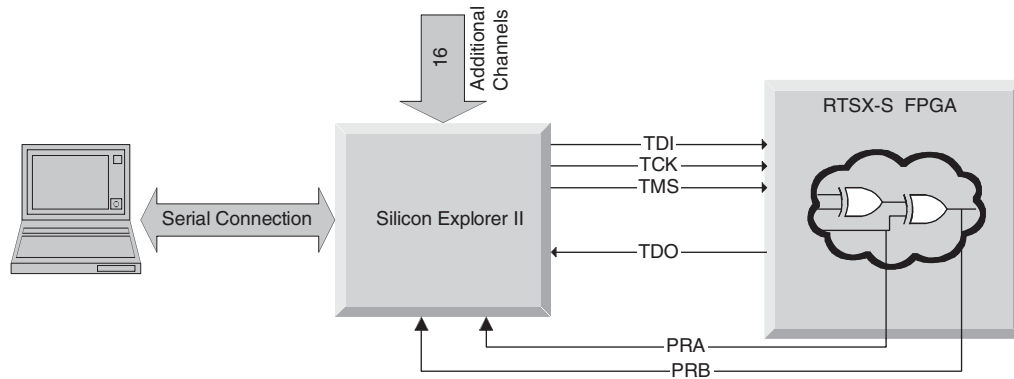 16
Additional
Channels
RTSX-S FPGA
TDI
TCK
TMS
Serial Connection
Silicon Explorer II
TDO
PRA
PRB